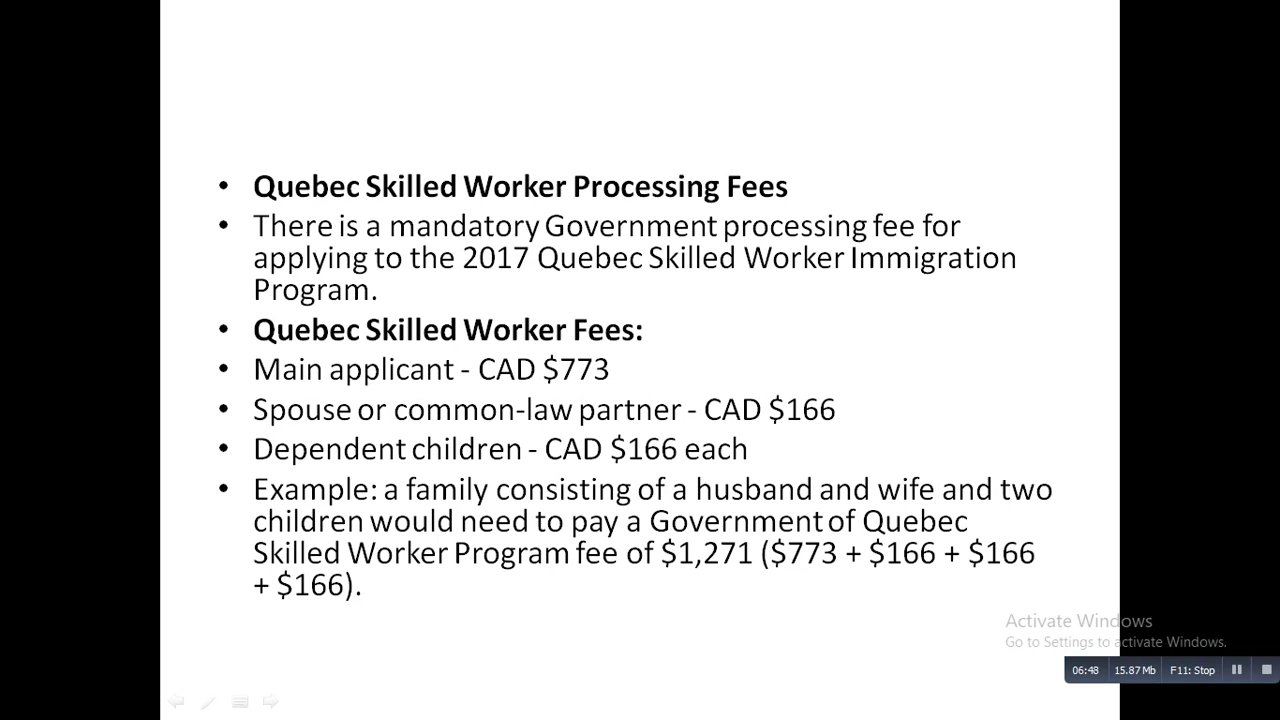 • Quebec Skilled Worker Processing Fees
• There is a mandatory Government processing fee for
applying to the 2017 Quebec Skilled Worker Immigration
Program.
• Quebec Skilled Worker Fees:
• Main applicant - CAD $773
• Spouse or common-law partner - CAD $166
• Dependent children - CAD $166 each
• Example: a family consisting of a husband and wife and two
children would need to pay a Government of Quebec
Skilled Worker Program fee of $1,271 ($773 + $166 + $166
+ $166).
Activate Windows
Go to Settings to activate Windows.
06:48 15.87 Mb F11: Stop